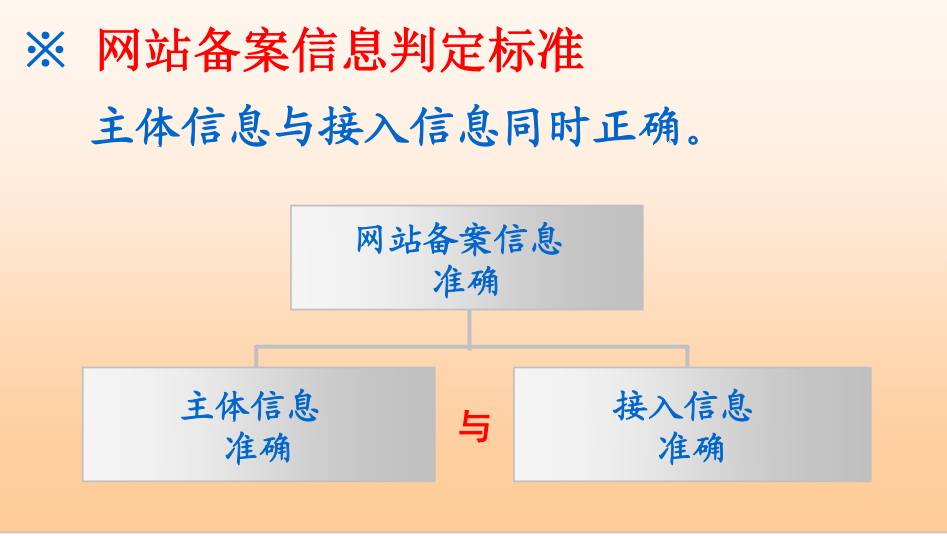 ※ 网站备案信息判定标准
主体信息与接入信息同时正确。
网站备案信息
准确
主体信息
准确
与
接入信息
准确